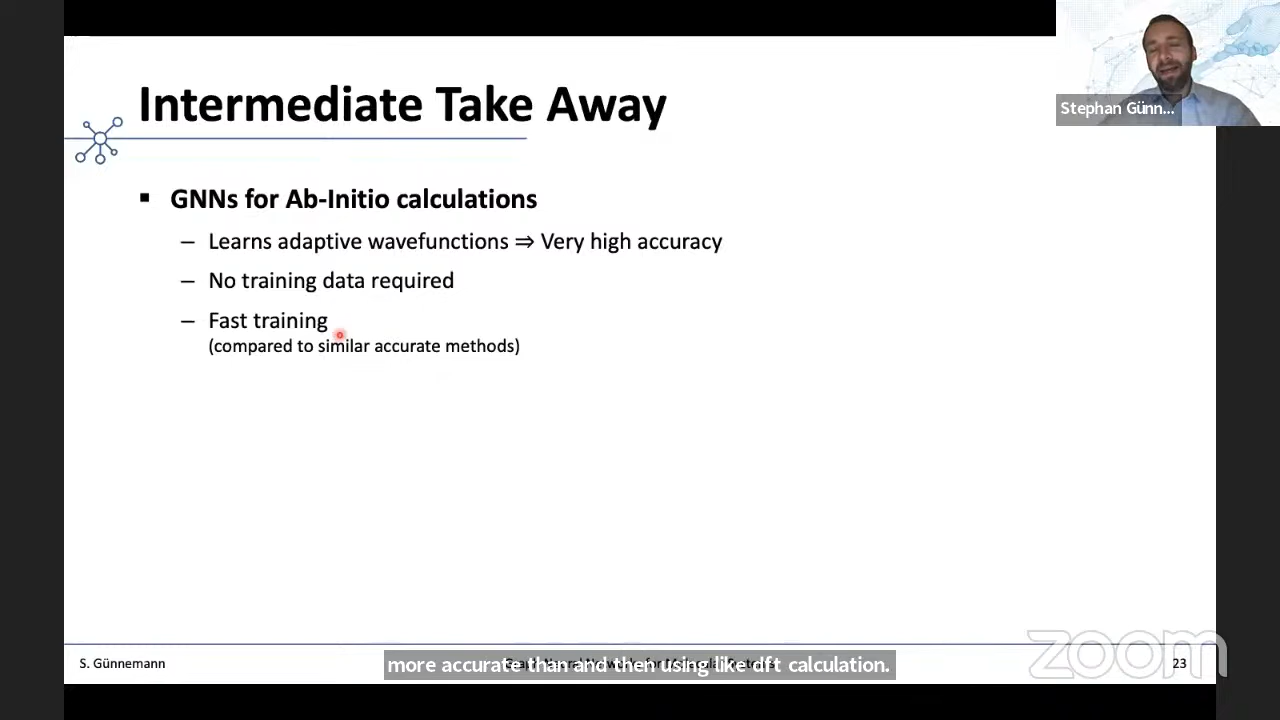 Intermediate Take Away
Stephan Günn...
▪ GNNs for Ab-Initio calculations
– Learns adaptive wavefunctions ⇒ Very high accuracy
– No training data required
– Fast training
(compared to similar accurate methods)
S. Günnemann
more accurate than and then using like dft calculation.
23
zoom